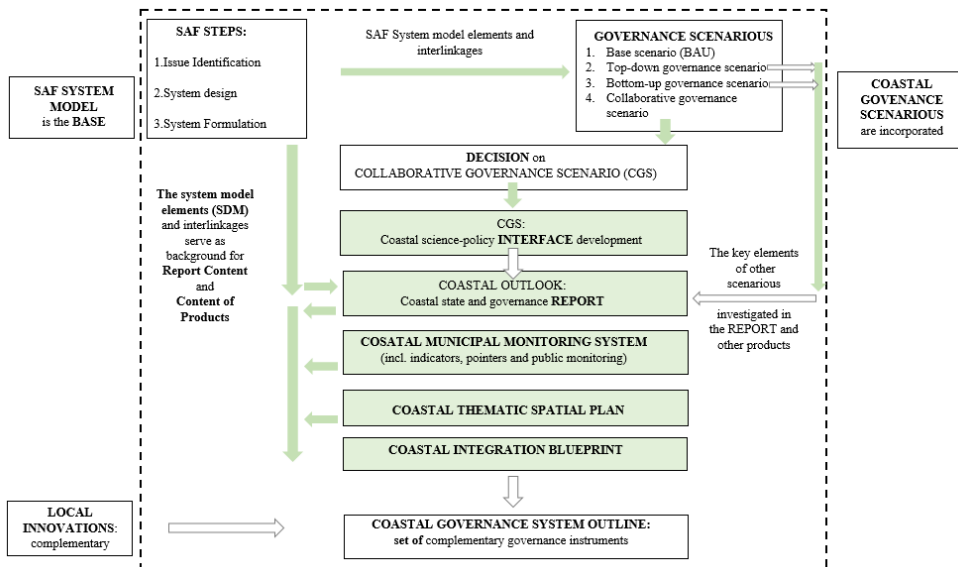 SAF STEPS:
1.Issue Identification
2.System design
3.System Formulation
SAF System model elements and
interlinkages
GOVERNANCE SCENARIOUS
1. Base scenario (BAU)
2. Top-down governance scenario
3. Bottom-up governance scenario
4. Collaborative governance
scenario
SAF SYSTEM
MODEL
is the BASE
COASTAL
GOVENANCE
SCENARIOUS
are incorporated
DECISION on
COLLABORATIVE GOVERNANCE SCENARIO (CGS)
The system model
elements (SDM)
and interlinkages
serve as
background for
Report Content
and
Content of
Products
CGS:
Coastal science-policy INTERFACE development
COASTAL OUTLOOK:
Coastal state and governance REPORT
The key elements
of other
scenarious
investigated in
the REPORT and
other products
COSATAL MUNICIPAL MONITORING SYSTEM
(incl. indicators, pointers and public monitoring)
COASTAL THEMATIC SPATIAL PLAN
COASTAL INTEGRATION BLUEPRINT
LOCAL
INNOVATIONS:
complementary
COASTAL GOVERNANCE SYSTEM OUTLINE:
set of complementary governance instruments